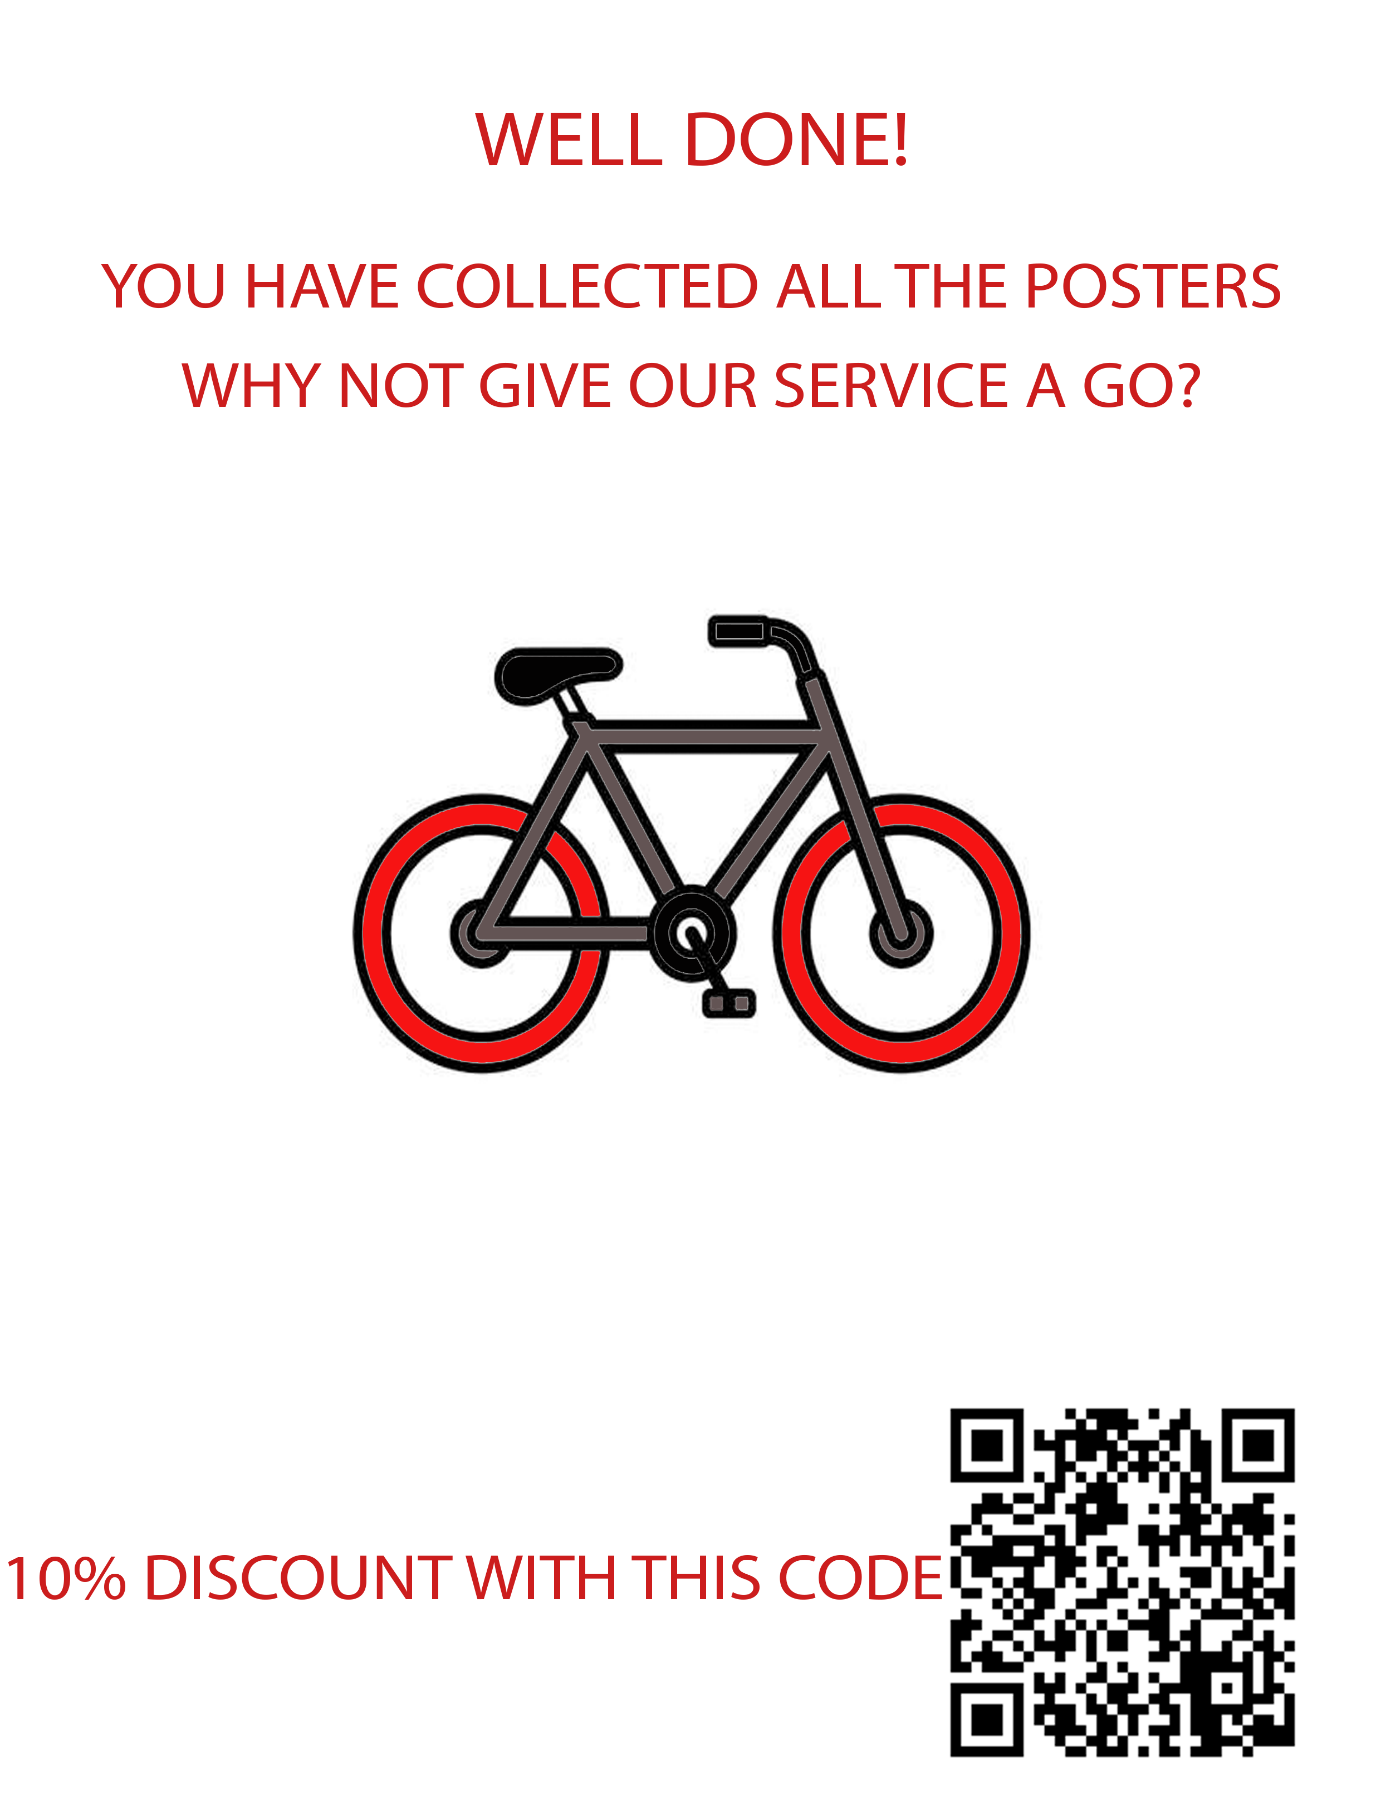 WELL DONE!
YOU HAVE COLLECTED ALL THE POSTERS
WHY NOT GIVE OUR SERVICE A GO?
10% DISCOUNT WITH THIS CODE